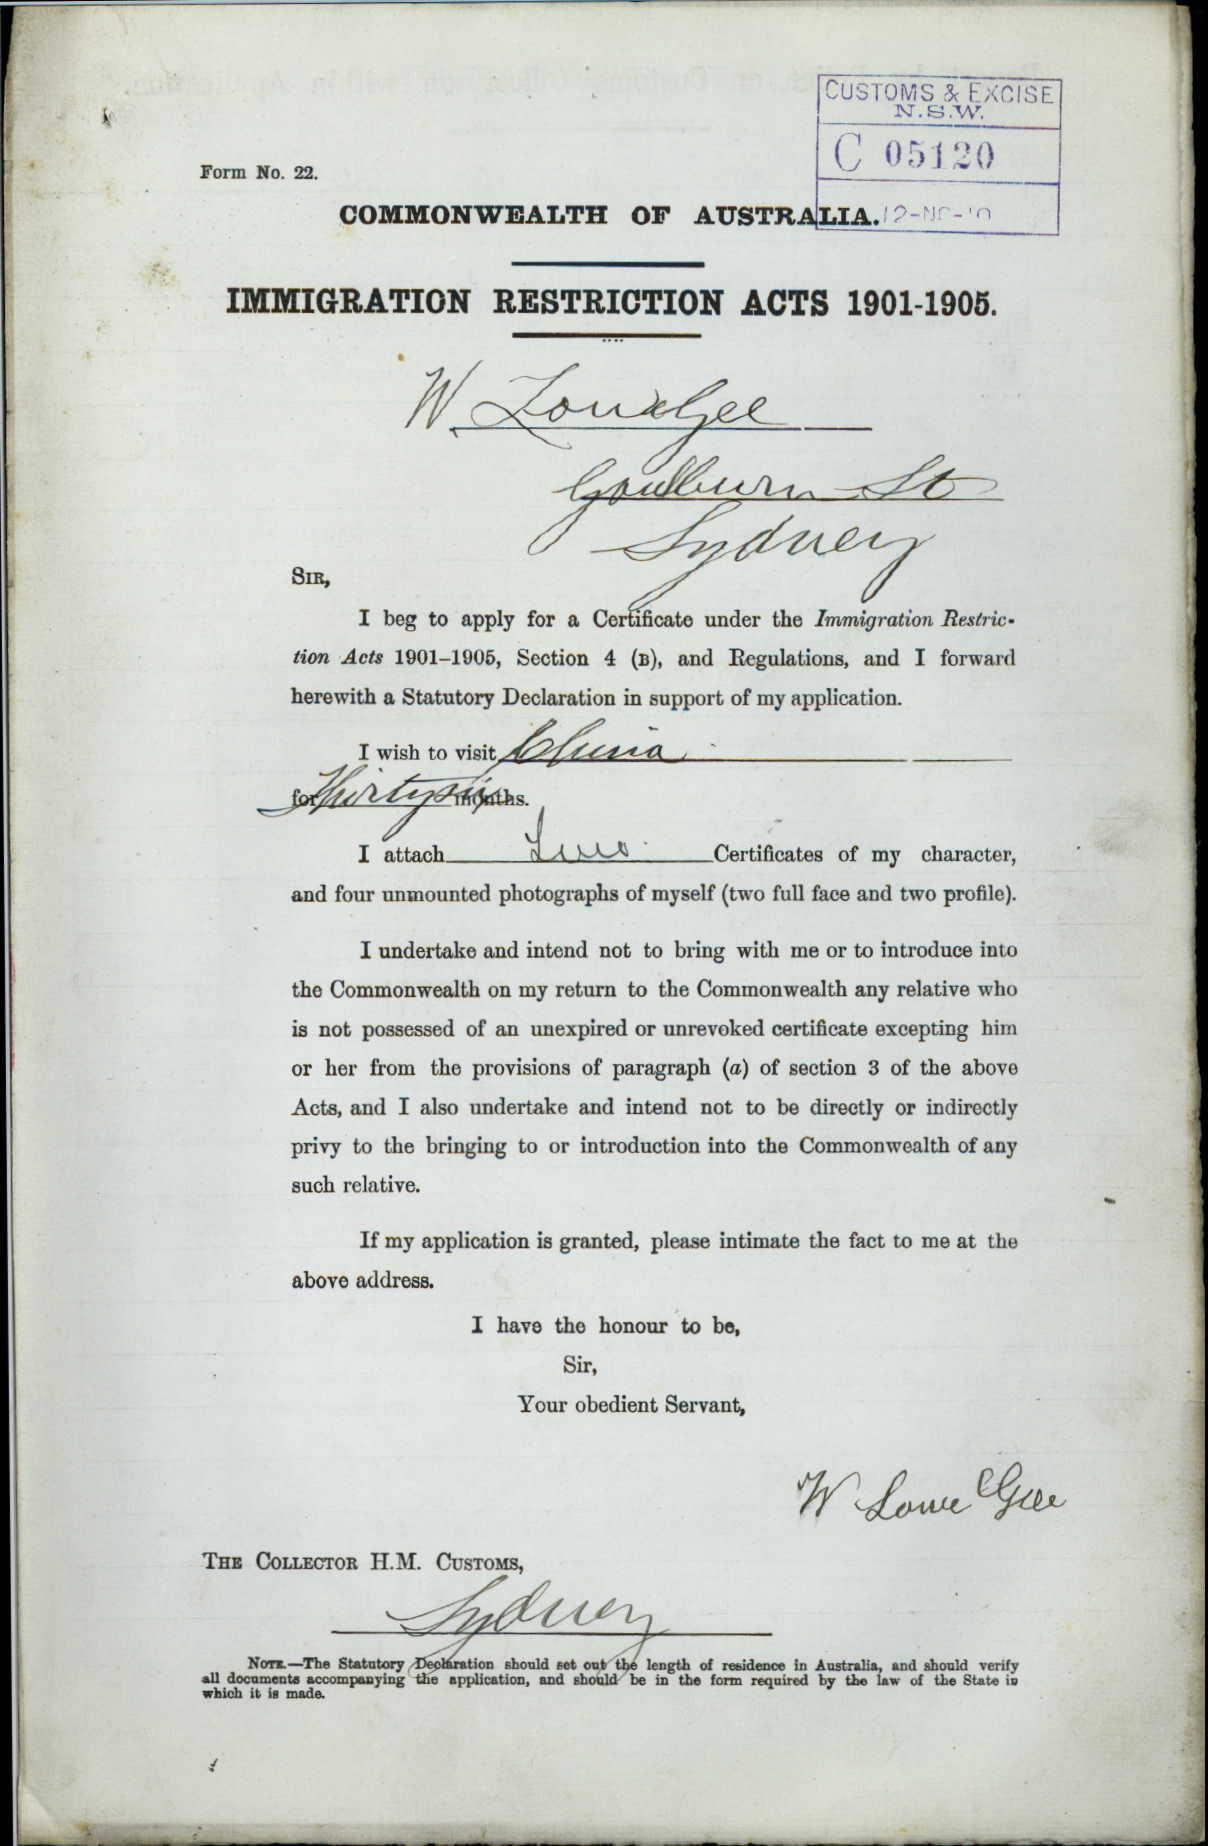 CUSTOMS & EXCISE
N.S.W.
C 05120
Form No. 22.
COMMONWEALTH OF AUSTRALIA.
IMMIGRATION RESTRICTION ACTS 1901-1905.
W. Lowe Gee
Goulburn St
Sydney
SIR,
I beg to apply for a Certificate under the Immigration Restric-
tion Acts 1901–1905, Section 4 (B), and Regulations, and I forward
herewith a Statutory Declaration in support of my application.
I wish to visit China
for Thirty six months.
I attach Two Certificates of my character,
and four unmounted photographs of myself (two full face and two profile).
I undertake and intend not to bring with me or to introduce into
the Commonwealth on my return to the Commonwealth any relative who
is not possessed of an unexpired or unrevoked certificate excepting him
or her from the provisions of paragraph (a) of section 3 of the above
Acts, and I also undertake and intend not to be directly or indirectly
privy to the bringing to or introduction into the Commonwealth of any
such relative.
If my application is granted, please intimate the fact to me at the
above address.
I have the honour to be,
Sir,
Your obedient Servant,
W Lowe Gee
THE COLLECTOR H.M. CUSTOMS,
Sydney
NOTE.—The Statutory Declaration should set out the length of residence in Australia, and should verify
all documents accompanying the application, and should be in the form required by the law of the State in
which it is made.